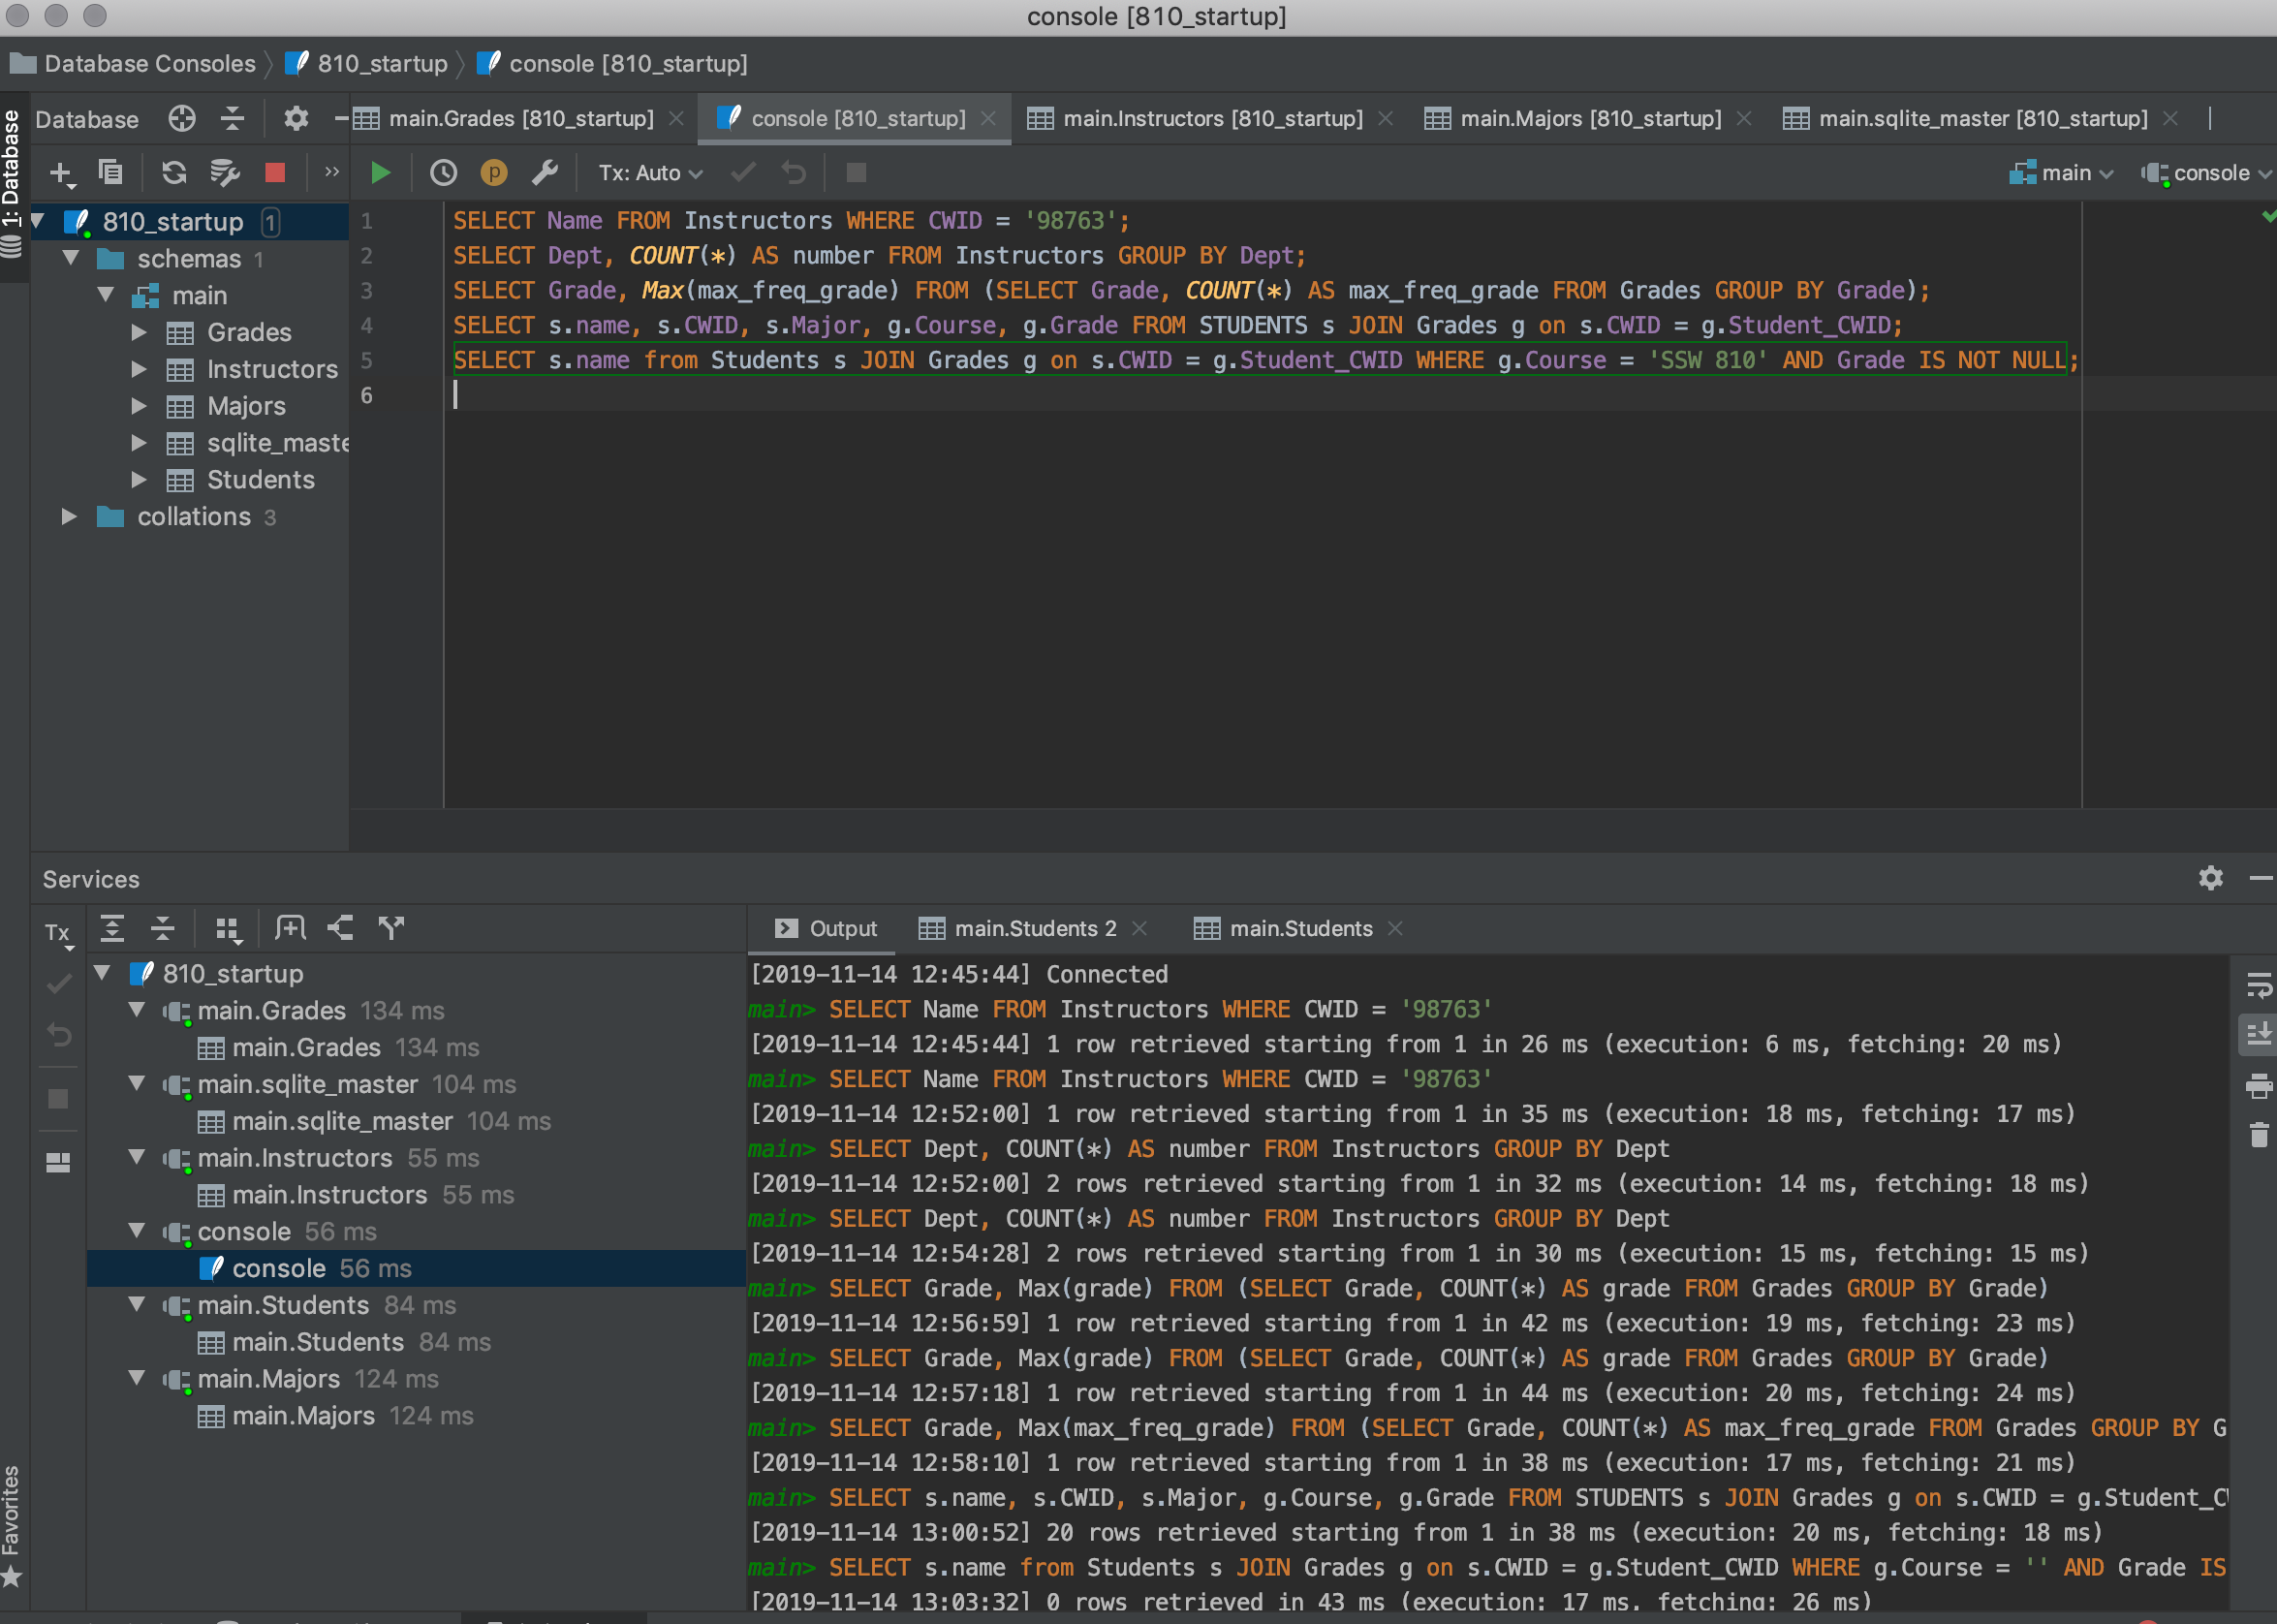 console [810_startup]
Database Consoles 810_startup console [810_startup]
1: Database
Database
main.Grades [810_startup] console [810_startup] main.Instructors [810_startup] main.Majors [810_startup] main.sqlite_master [810_startup]
p Tx: Auto main console
810_startup 1
schemas 1
main
Grades
Instructors
Majors
sqlite_maste
Students
collations 3
1 SELECT Name FROM Instructors WHERE CWID = '98763';
2 SELECT Dept, COUNT(*) AS number FROM Instructors GROUP BY Dept;
3 SELECT Grade, Max(max_freq_grade) FROM (SELECT Grade, COUNT(*) AS max_freq_grade FROM Grades GROUP BY Grade);
4 SELECT s.name, s.CWID, s.Major, g.Course, g.Grade FROM STUDENTS s JOIN Grades g on s.CWID = g.Student_CWID;
5 SELECT s.name from Students s JOIN Grades g on s.CWID = g.Student_CWID WHERE g.Course = 'SSW 810' AND Grade IS NOT NULL;
6
Services
Tx
810_startup
main.Grades 134 ms
main.Grades 134 ms
main.sqlite_master 104 ms
main.sqlite_master 104 ms
main.Instructors 55 ms
main.Instructors 55 ms
console 56 ms
console 56 ms
main.Students 84 ms
main.Students 84 ms
main.Majors 124 ms
main.Majors 124 ms
Output main.Students 2 main.Students
[2019-11-14 12:45:44] Connected
main> SELECT Name FROM Instructors WHERE CWID = '98763'
[2019-11-14 12:45:44] 1 row retrieved starting from 1 in 26 ms (execution: 6 ms, fetching: 20 ms)
main> SELECT Name FROM Instructors WHERE CWID = '98763'
[2019-11-14 12:52:00] 1 row retrieved starting from 1 in 35 ms (execution: 18 ms, fetching: 17 ms)
main> SELECT Dept, COUNT(*) AS number FROM Instructors GROUP BY Dept
[2019-11-14 12:52:00] 2 rows retrieved starting from 1 in 32 ms (execution: 14 ms, fetching: 18 ms)
main> SELECT Dept, COUNT(*) AS number FROM Instructors GROUP BY Dept
[2019-11-14 12:54:28] 2 rows retrieved starting from 1 in 30 ms (execution: 15 ms, fetching: 15 ms)
main> SELECT Grade, Max(grade) FROM (SELECT Grade, COUNT(*) AS grade FROM Grades GROUP BY Grade)
[2019-11-14 12:56:59] 1 row retrieved starting from 1 in 42 ms (execution: 19 ms, fetching: 23 ms)
main> SELECT Grade, Max(grade) FROM (SELECT Grade, COUNT(*) AS grade FROM Grades GROUP BY Grade)
[2019-11-14 12:57:18] 1 row retrieved starting from 1 in 44 ms (execution: 20 ms, fetching: 24 ms)
main> SELECT Grade, Max(max_freq_grade) FROM (SELECT Grade, COUNT(*) AS max_freq_grade FROM Grades GROUP BY G
[2019-11-14 12:58:10] 1 row retrieved starting from 1 in 38 ms (execution: 17 ms, fetching: 21 ms)
main> SELECT s.name, s.CWID, s.Major, g.Course, g.Grade FROM STUDENTS s JOIN Grades g on s.CWID = g.Student_C
[2019-11-14 13:00:52] 20 rows retrieved starting from 1 in 38 ms (execution: 20 ms, fetching: 18 ms)
main> SELECT s.name from Students s JOIN Grades g on s.CWID = g.Student_CWID WHERE g.Course = '' AND Grade IS
[2019-11-14 13:03:32] 0 rows retrieved in 43 ms (execution: 17 ms, fetching: 26 ms)
Favorites